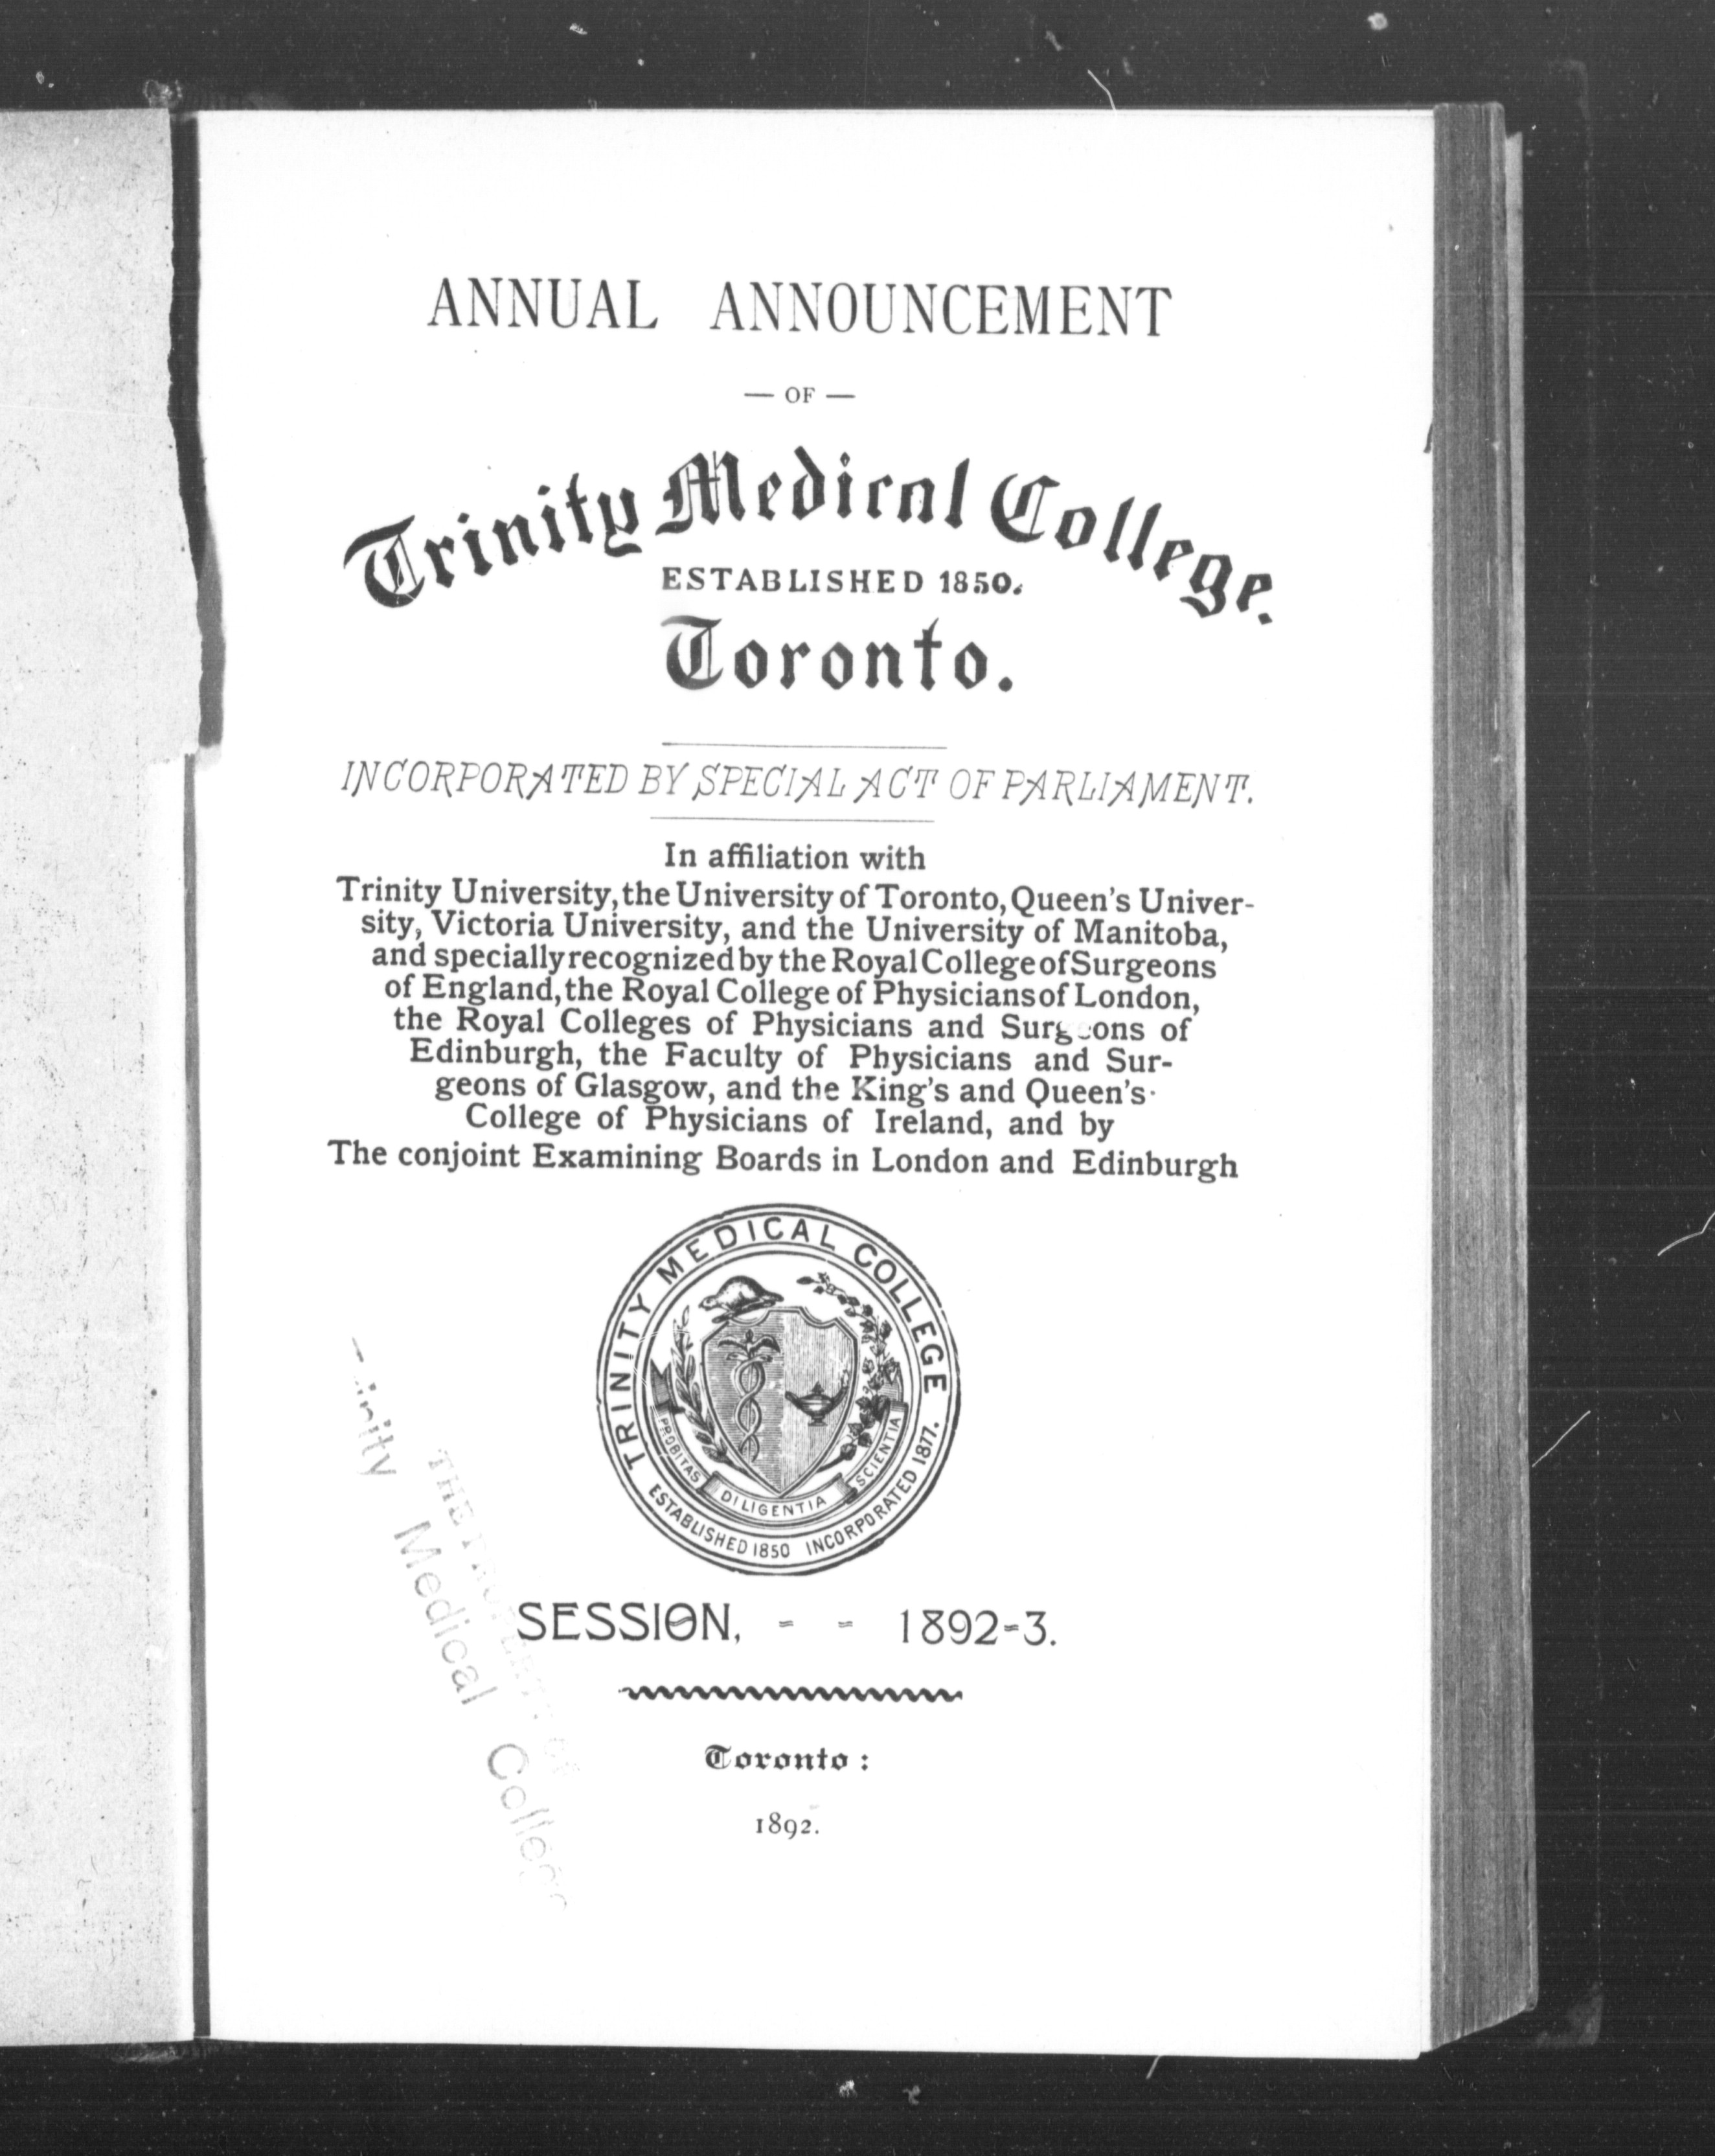 ANNUAL ANNOUNCEMENT
— OF —
Trinity Medical College.
ESTABLISHED 1850.
Toronto.
INCORPORATED BY SPECIAL ACT OF PARLIAMENT.
In affiliation with
Trinity University, the University of Toronto, Queen's Univer-
sity, Victoria University, and the University of Manitoba,
and specially recognized by the Royal College of Surgeons
of England, the Royal College of Physicians of London,
the Royal Colleges of Physicians and Surgeons of
Edinburgh, the Faculty of Physicians and Sur-
geons of Glasgow, and the King's and Queen's
College of Physicians of Ireland, and by
The conjoint Examining Boards in London and Edinburgh
TRINITY MEDICAL COLLEGE
PROBITAS DILIGENTIA SCIENTIA
ESTABLISHED 1850 INCORPORATED 1877.
THE
Medical College
SESSION, - - 1892-3.
Toronto:
1892.